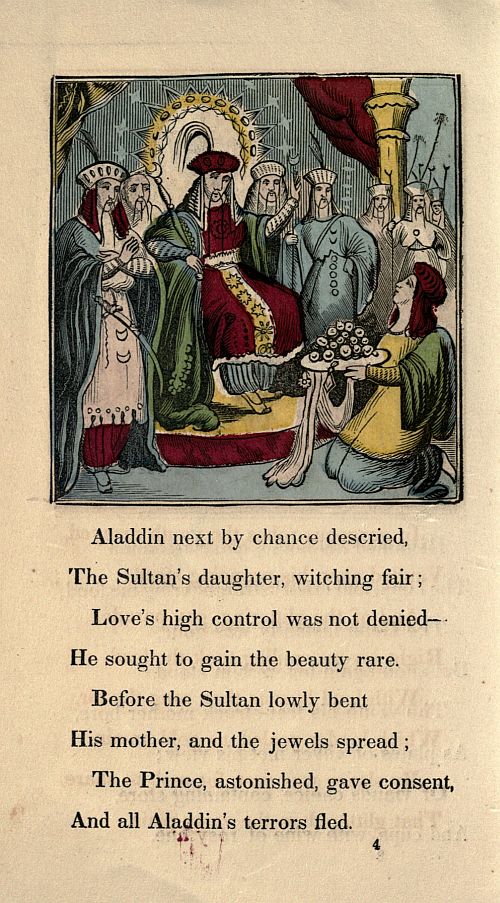 Aladdin next by chance descried,
The Sultan's daughter, witching fair;
Love's high control was not denied—
He sought to gain the beauty rare.
Before the Sultan lowly bent
His mother, and the jewels spread;
The Prince, astonished, gave consent,
And all Aladdin's terrors fled.
4